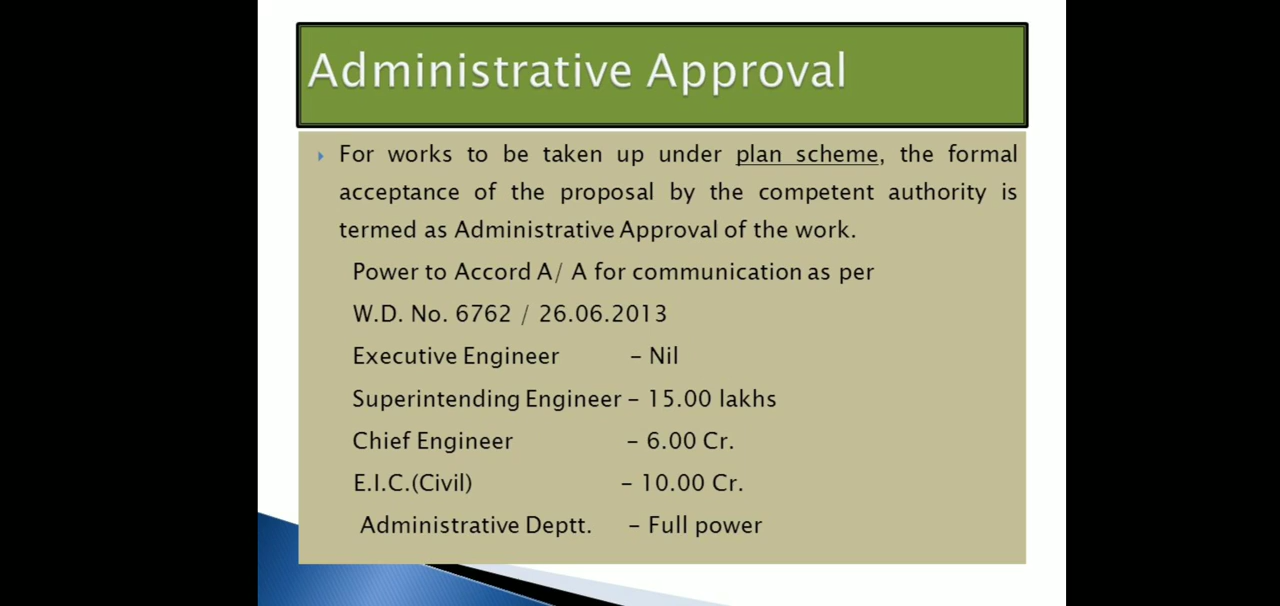 Administrative Approval
For works to be taken up under plan scheme, the formal
acceptance of the proposal by the competent authority is
termed as Administrative Approval of the work.
Power to Accord A/ A for communication as per
W.D. No. 6762 / 26.06.2013
Executive Engineer – Nil
Superintending Engineer – 15.00 lakhs
Chief Engineer – 6.00 Cr.
E.I.C.(Civil) – 10.00 Cr.
Administrative Deptt. – Full power